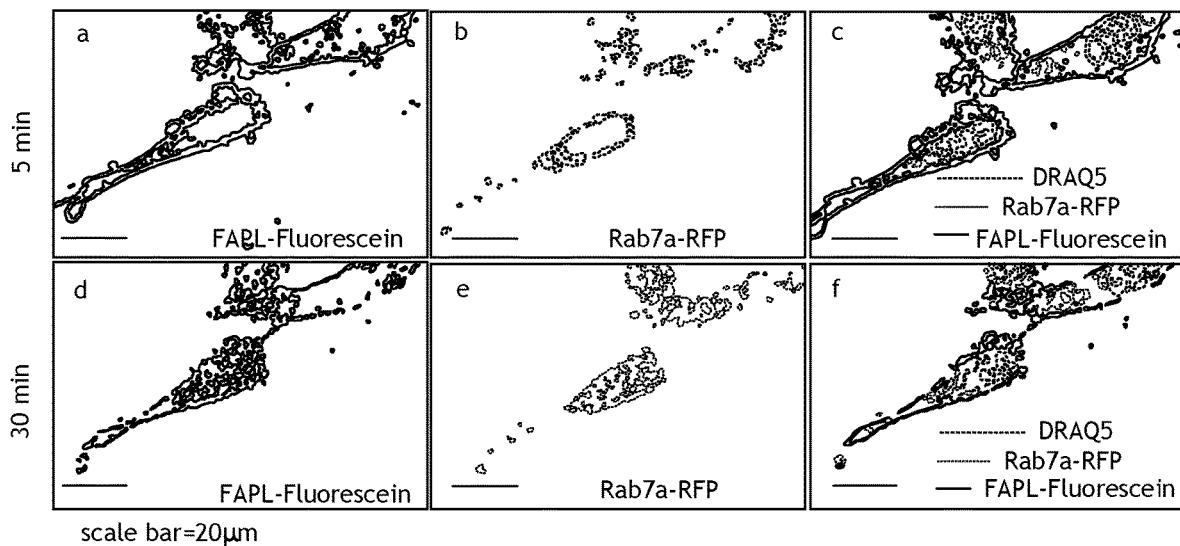 5 min
a
FAPL-Fluorescein
b
Rab7a-RFP
c
DRAQ5
Rab7a-RFP
FAPL-Fluorescein
30 min
d
FAPL-Fluorescein
e
Rab7a-RFP
f
DRAQ5
Rab7a-RFP
FAPL-Fluorescein
scale bar=20μm